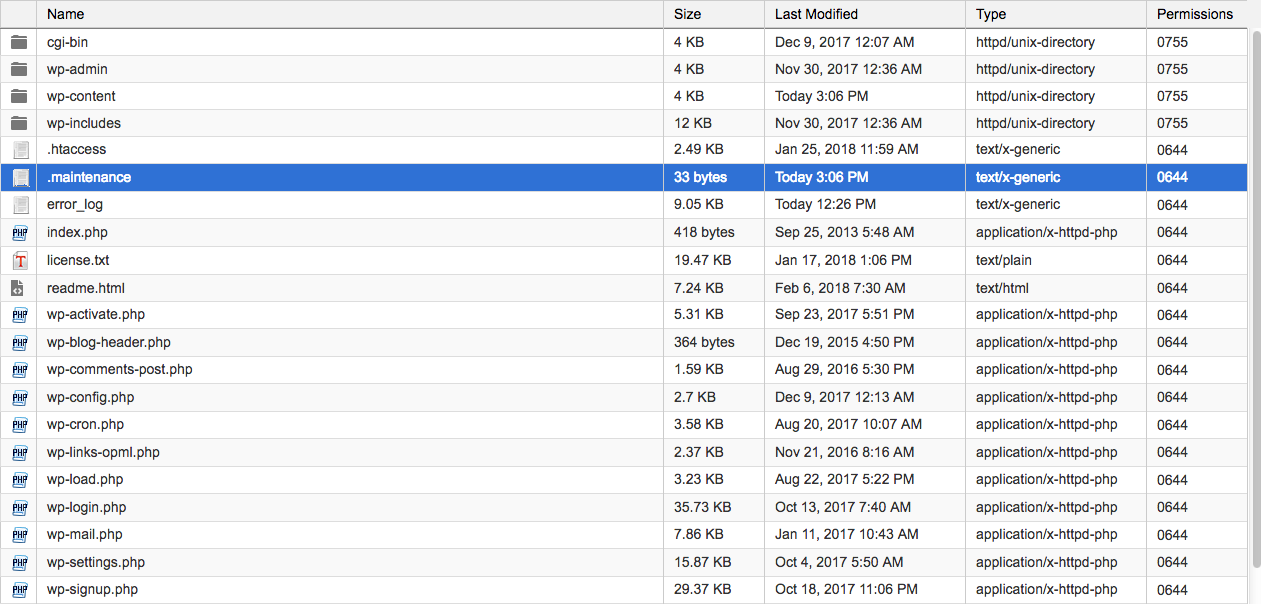 Name Size Last Modified Type Permissions
cgi-bin 4 KB Dec 9, 2017 12:07 AM httpd/unix-directory 0755
wp-admin 4 KB Nov 30, 2017 12:36 AM httpd/unix-directory 0755
wp-content 4 KB Today 3:06 PM httpd/unix-directory 0755
wp-includes 12 KB Nov 30, 2017 12:36 AM httpd/unix-directory 0755
.htaccess 2.49 KB Jan 25, 2018 11:59 AM text/x-generic 0644
.maintenance 33 bytes Today 3:06 PM text/x-generic 0644
error_log 9.05 KB Today 12:26 PM text/x-generic 0644
PHP index.php 418 bytes Sep 25, 2013 5:48 AM application/x-httpd-php 0644
T license.txt 19.47 KB Jan 17, 2018 1:06 PM text/plain 0644
readme.html 7.24 KB Feb 6, 2018 7:30 AM text/html 0644
PHP wp-activate.php 5.31 KB Sep 23, 2017 5:51 PM application/x-httpd-php 0644
PHP wp-blog-header.php 364 bytes Dec 19, 2015 4:50 PM application/x-httpd-php 0644
PHP wp-comments-post.php 1.59 KB Aug 29, 2016 5:30 PM application/x-httpd-php 0644
PHP wp-config.php 2.7 KB Dec 9, 2017 12:13 AM application/x-httpd-php 0644
PHP wp-cron.php 3.58 KB Aug 20, 2017 10:07 AM application/x-httpd-php 0644
PHP wp-links-opml.php 2.37 KB Nov 21, 2016 8:16 AM application/x-httpd-php 0644
PHP wp-load.php 3.23 KB Aug 22, 2017 5:22 PM application/x-httpd-php 0644
PHP wp-login.php 35.73 KB Oct 13, 2017 7:40 AM application/x-httpd-php 0644
PHP wp-mail.php 7.86 KB Jan 11, 2017 10:43 AM application/x-httpd-php 0644
PHP wp-settings.php 15.87 KB Oct 4, 2017 5:50 AM application/x-httpd-php 0644
PHP wp-signup.php 29.37 KB Oct 18, 2017 11:06 PM application/x-httpd-php 0644